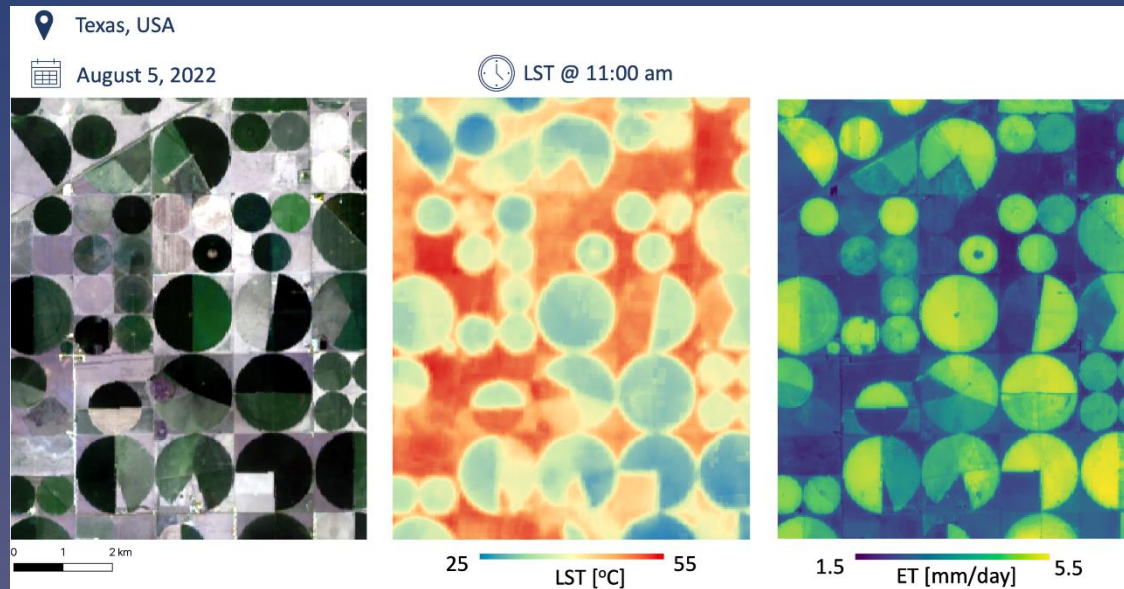 Texas, USA
August 5, 2022
LST @ 11:00 am
0 1 2 km
25 55
LST [°C]
1.5 5.5
ET [mm/day]